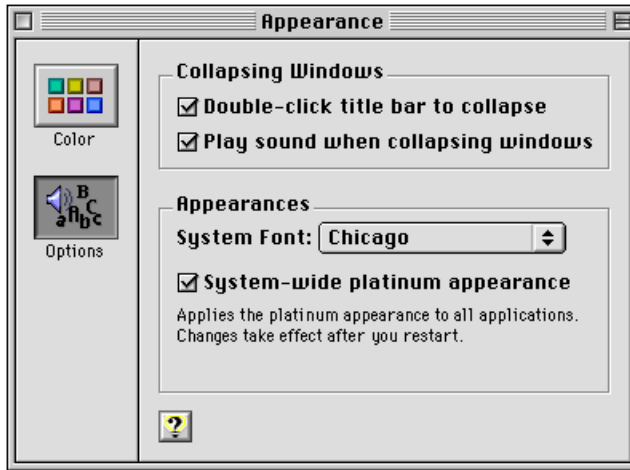 Appearance
Color
Options
Collapsing Windows
Double-click title bar to collapse
Play sound when collapsing windows
Appearances
System Font: Chicago
System-wide platinum appearance
Applies the platinum appearance to all applications.
Changes take effect after you restart.
?